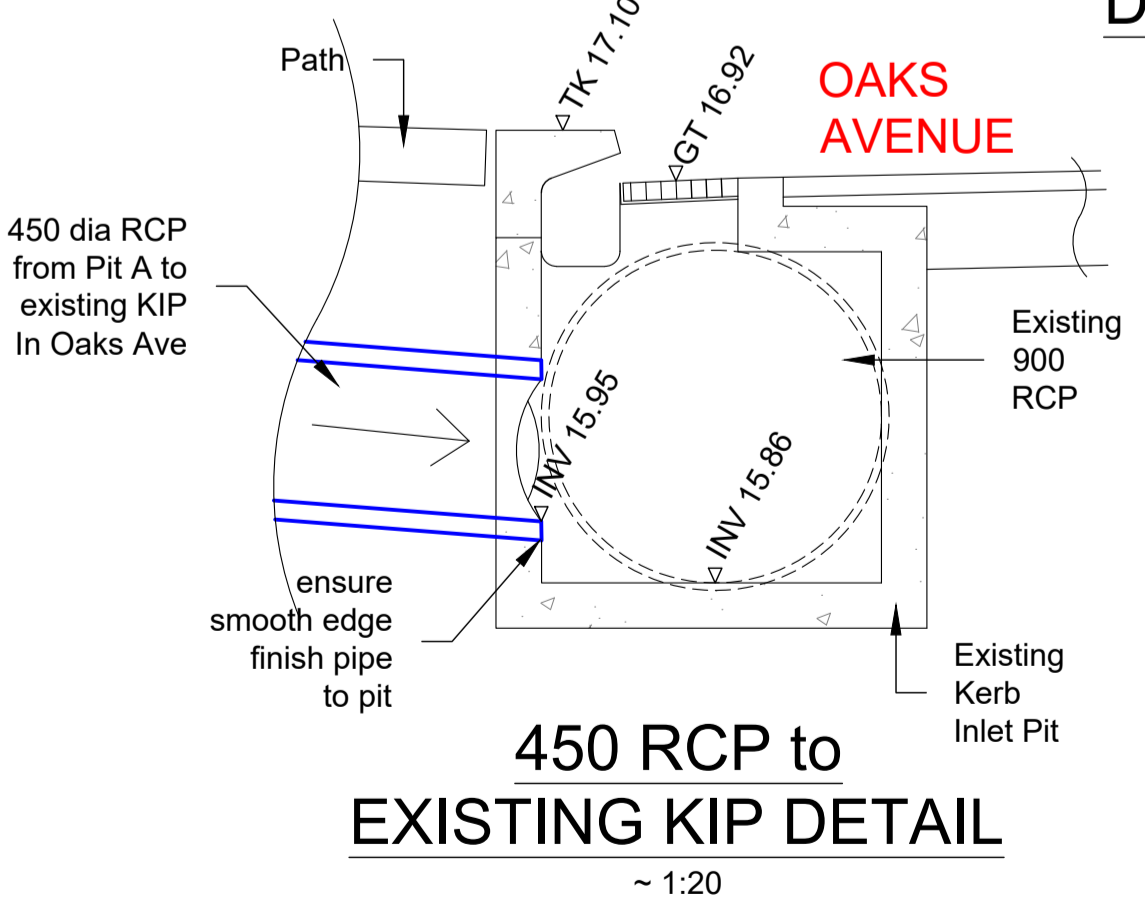 D
Path
TK 17.10
GT 16.92
OAKS
AVENUE
450 dia RCP
from Pit A to
existing KIP
In Oaks Ave
INV 15.95
INV 15.86
Existing
900
RCP
ensure
smooth edge
finish pipe
to pit
Existing
Kerb
Inlet Pit
450 RCP to
EXISTING KIP DETAIL
~ 1:20